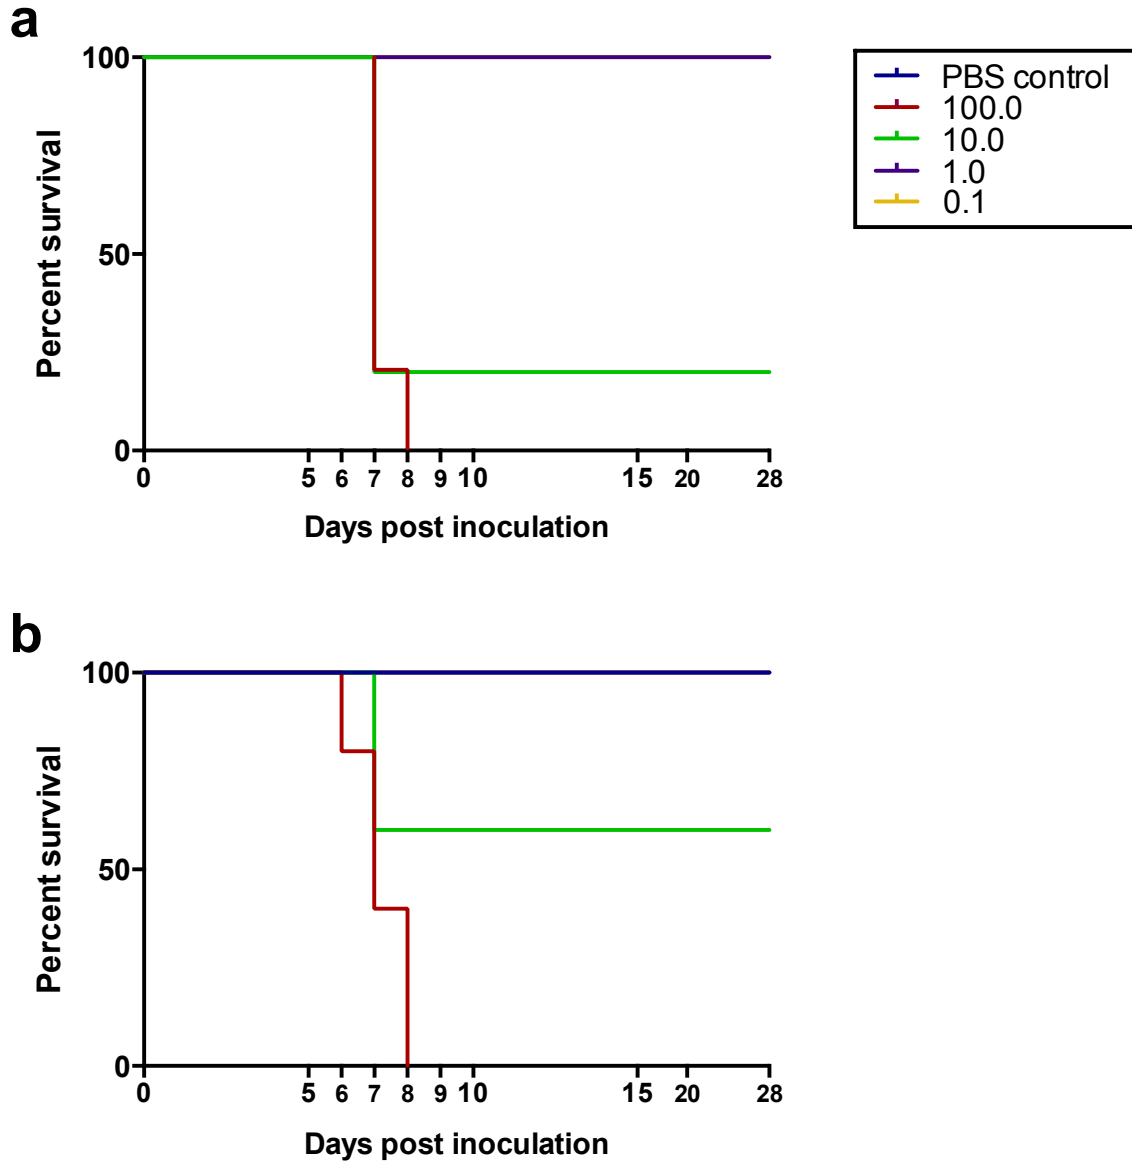 a
100
50
0
Percent survival
0 5 6 7 8 9 10 15 20 28
Days post inoculation
PBS control
100.0
10.0
1.0
0.1
b
100
50
0
Percent survival
0 5 6 7 8 9 10 15 20 28
Days post inoculation